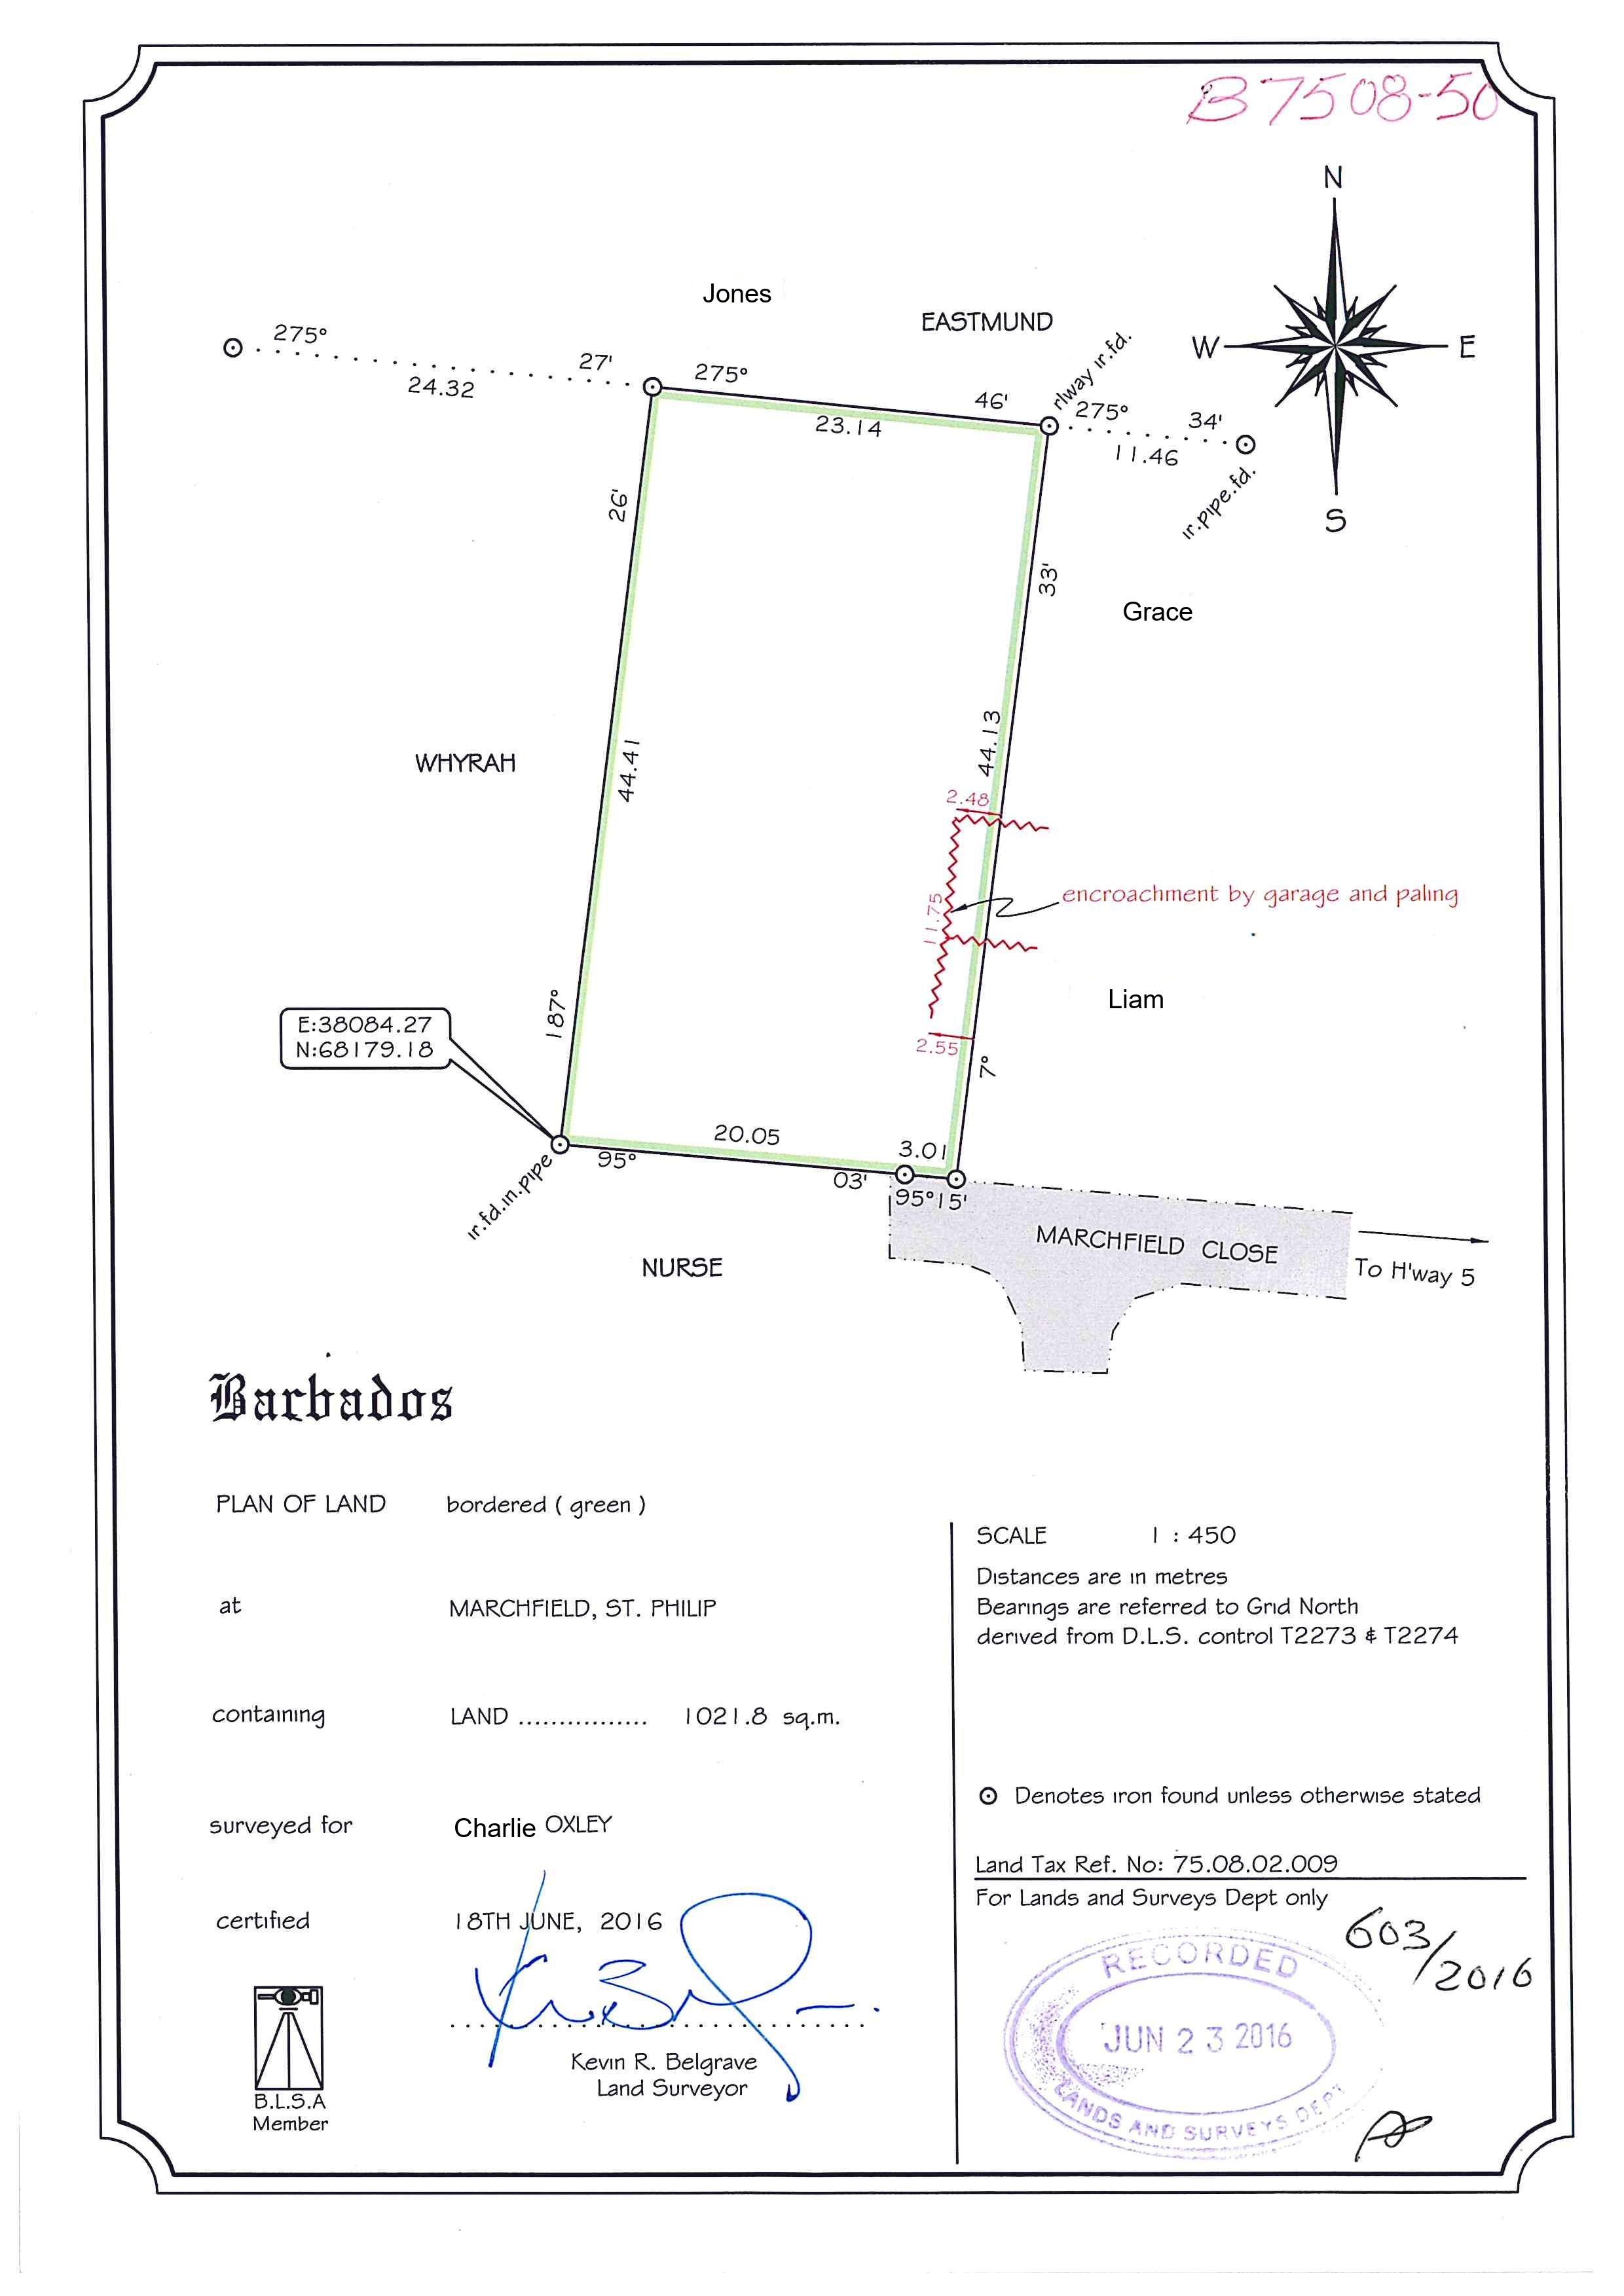 B7508-50
N
W
E
S
Jones
EASTMUND
275°
27'
24.32
275°
46'
23.14
rlway ir.fd.
275°
34'
11.46
ir.pipe.fd.
26'
33'
Grace
WHYRAH
44.41
44.13
2.48
encroachment by garage and paling
11.75
Liam
187°
E:38084.27
N:68179.18
2.55
7°
20.05
3.01
95°
03'
95°15'
ir.fd.in.pipe
MARCHFIELD CLOSE
To H'way 5
NURSE
Barbados
PLAN OF LAND bordered ( green )
at MARCHFIELD, ST. PHILIP
containing LAND ................ 1021.8 sq.m.
surveyed for Charlie OXLEY
certified 18TH JUNE, 2016
Kevin R. Belgrave
Land Surveyor
B.L.S.A
Member
SCALE 1 : 450
Distances are in metres
Bearings are referred to Grid North
derived from D.L.S. control T2273 & T2274
Denotes iron found unless otherwise stated
Land Tax Ref. No: 75.08.02.009
For Lands and Surveys Dept only
603/2016
RECORDED
JUN 23 2016
LANDS AND SURVEYS DEPT